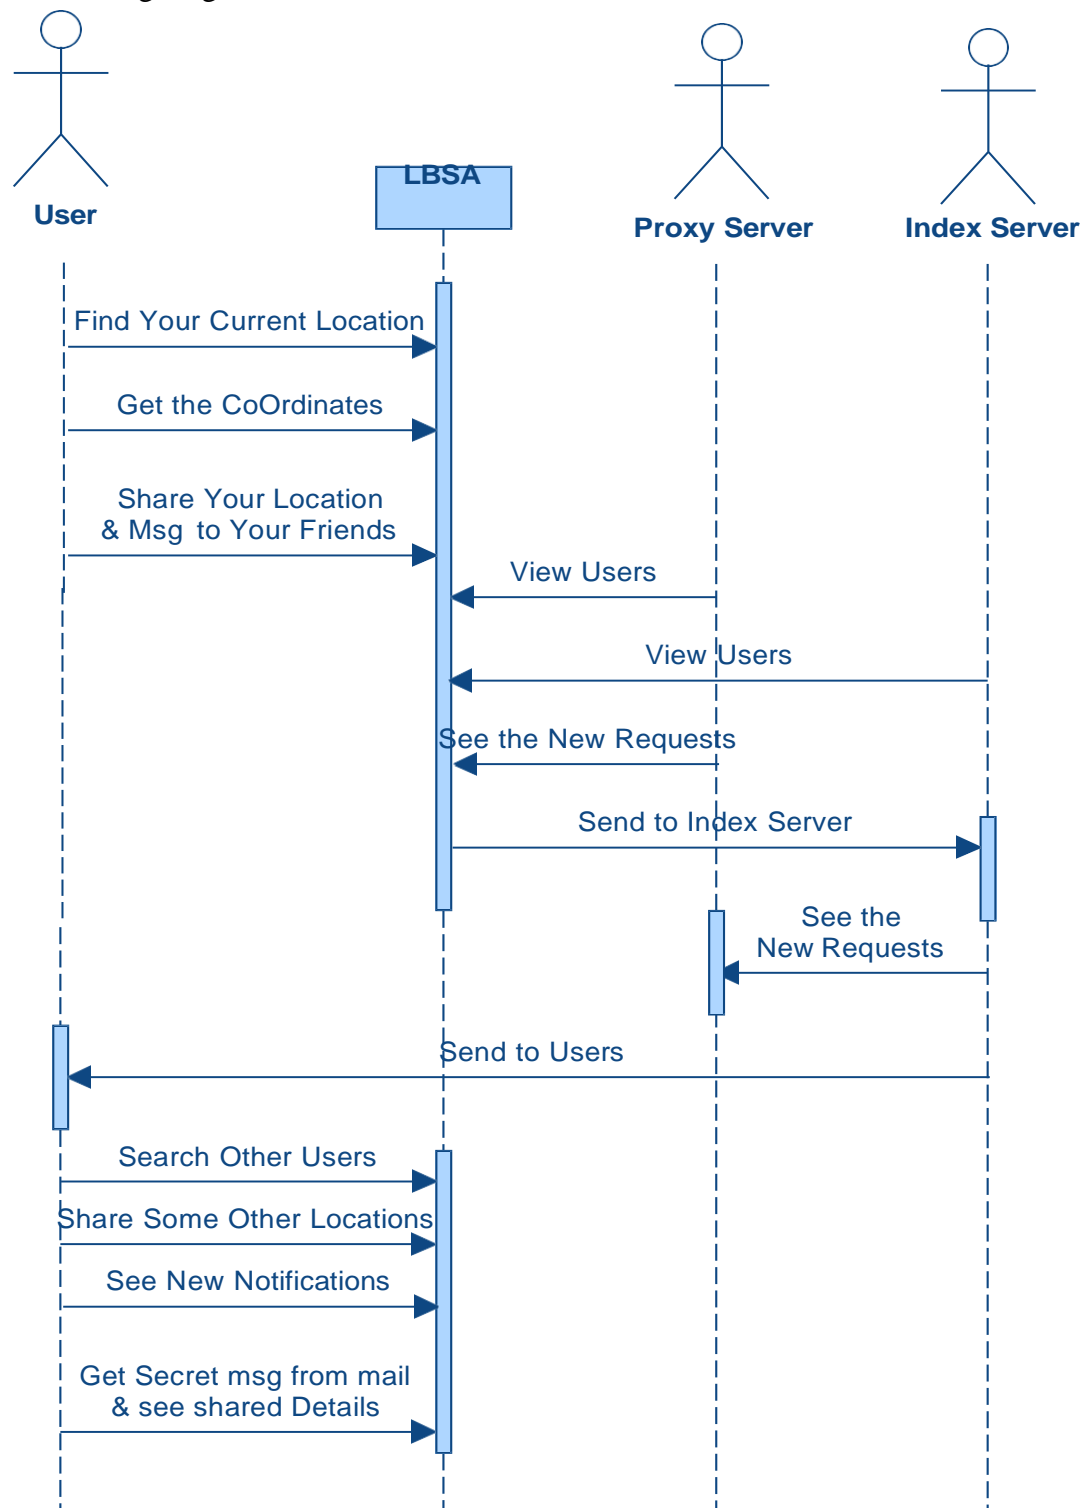 User
LBSA
Proxy Server
Index Server
Find Your Current Location
Get the CoOrdinates
Share Your Location
& Msg to Your Friends
View Users
View Users
See the New Requests
Send to Index Server
See the
New Requests
Send to Users
Search Other Users
Share Some Other Locations
See New Notifications
Get Secret msg from mail
& see shared Details